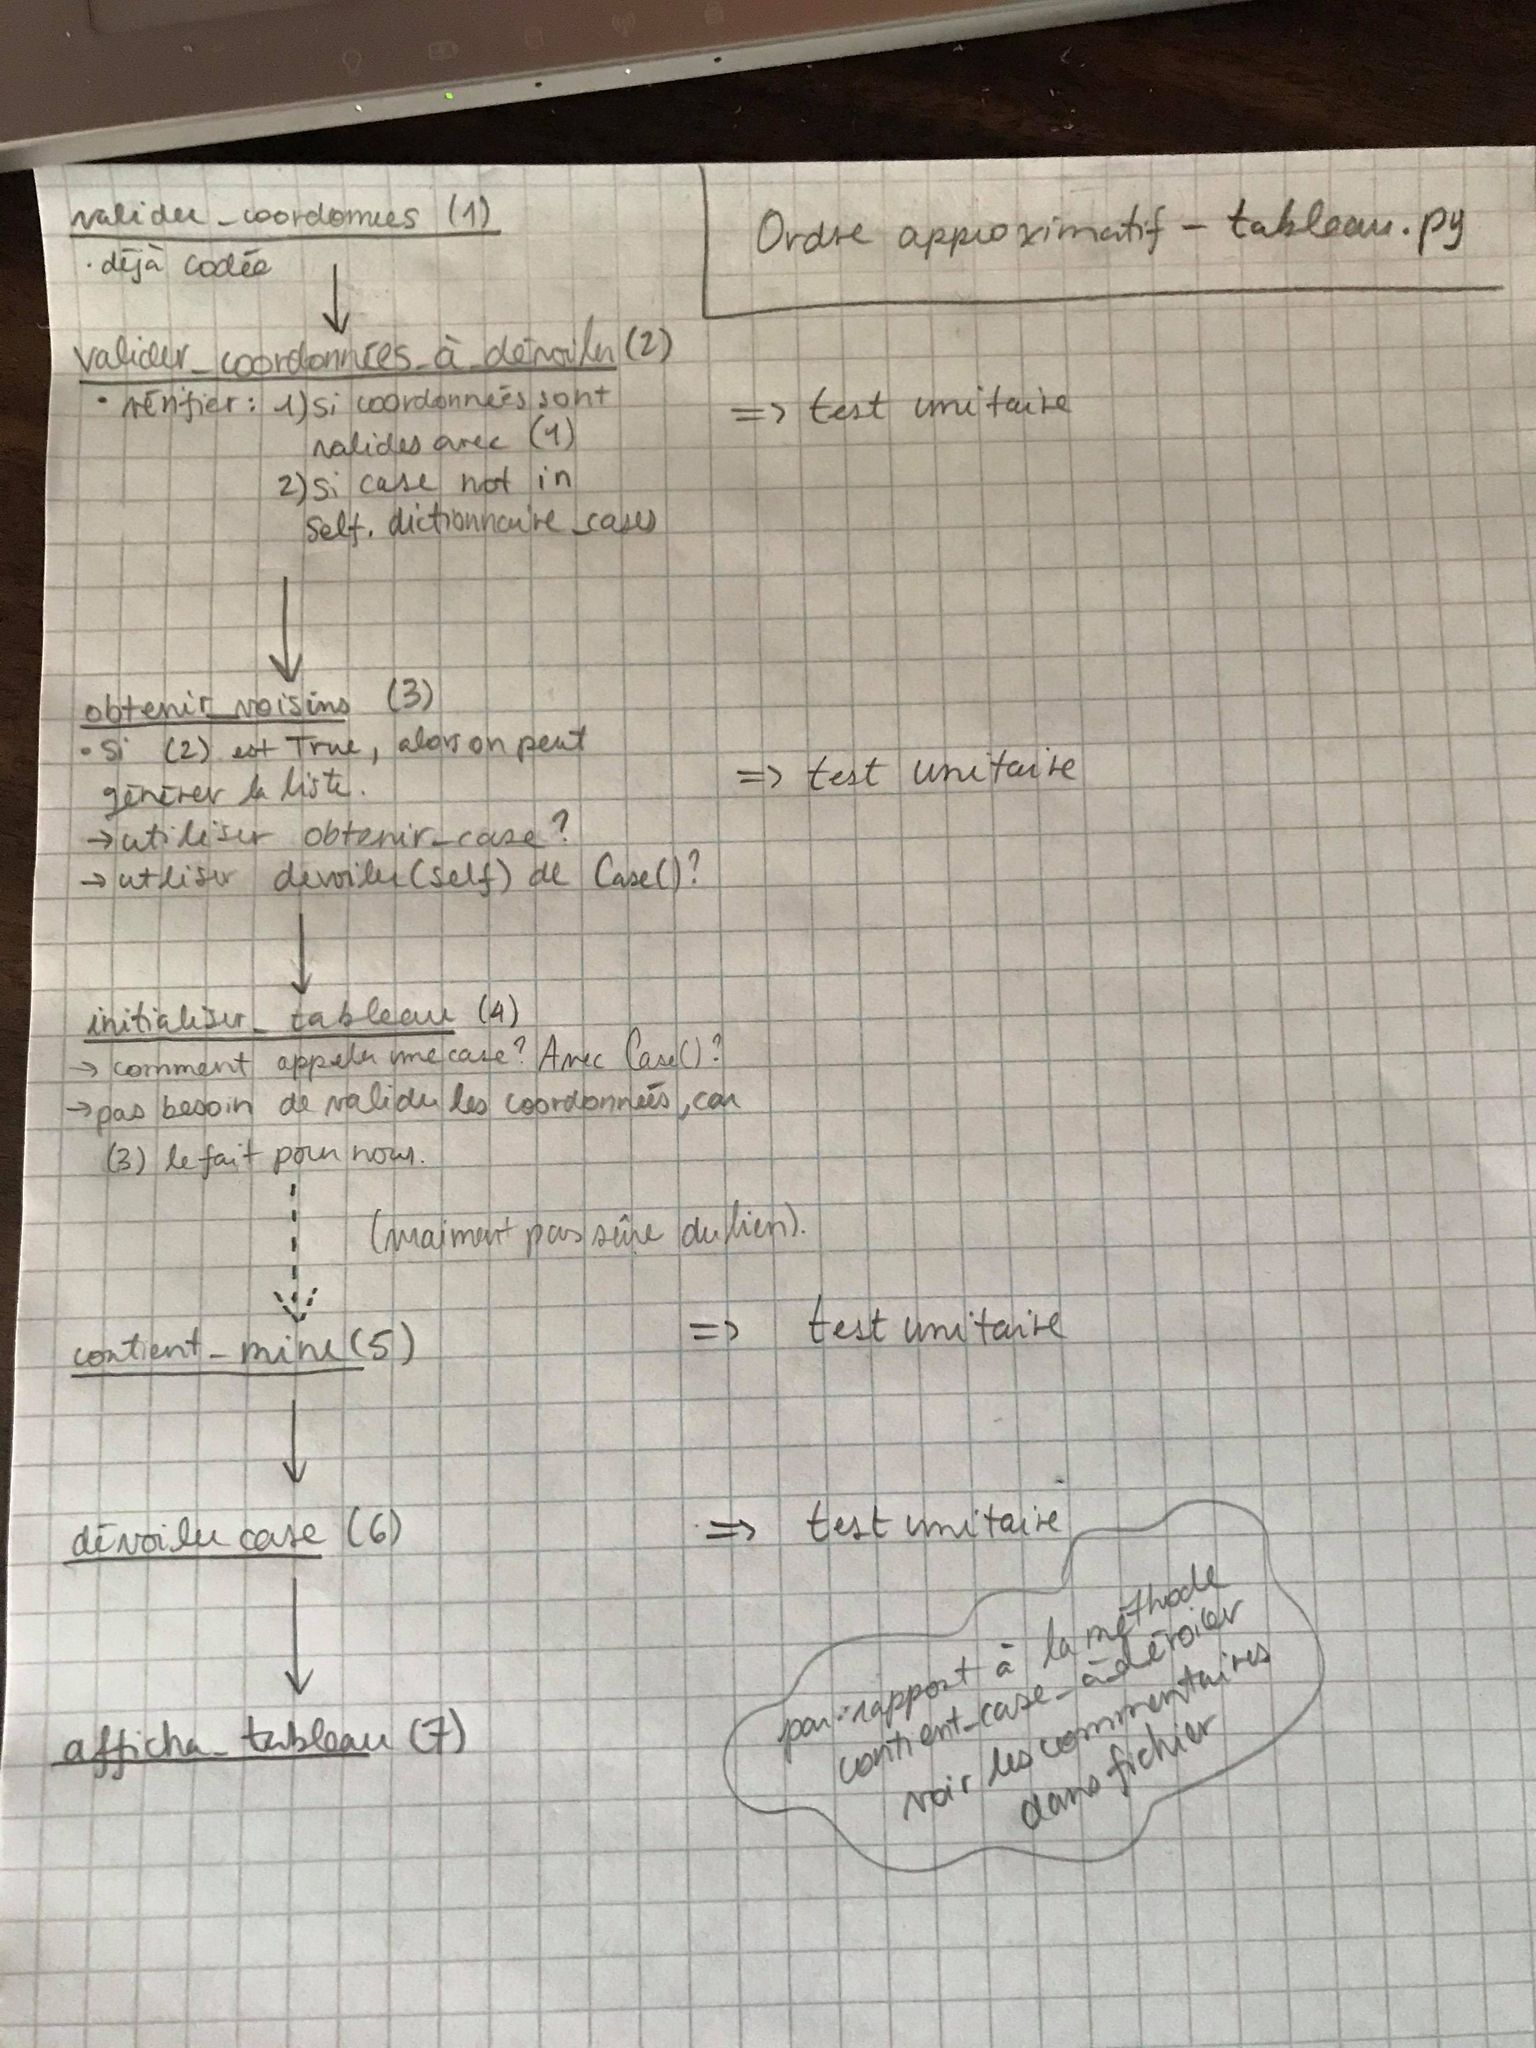 valider_coordonnées (1)
• déjà codée
Ordre approximatif - tableau.py
valider_coordonnées_à_dévoiler (2)
• vérifier : 1) si coordonnées sont
valides avec (1)
2) si case not in
self.dictionnaire_cases
=> test unitaire
obtenir_voisins (3)
• Si (2) est True, alors on peut
générer la liste.
→ utiliser obtenir_case ?
→ utliser dévoiler(self) de Case() ?
=> test unitaire
initialiser_tableau (4)
→ comment appeler une case ? Avec Case() ?
→ pas besoin de valider les coordonnées, car
(3) le fait pour nous.
(vraiment pas sûre du lien).
contient_mine (5)
=> test unitaire
dévoiler case (6)
=> test unitaire
par rapport à la méthode
contient_case_à_dévoiler
voir les commentaires
dans fichier
afficher_tableau (7)